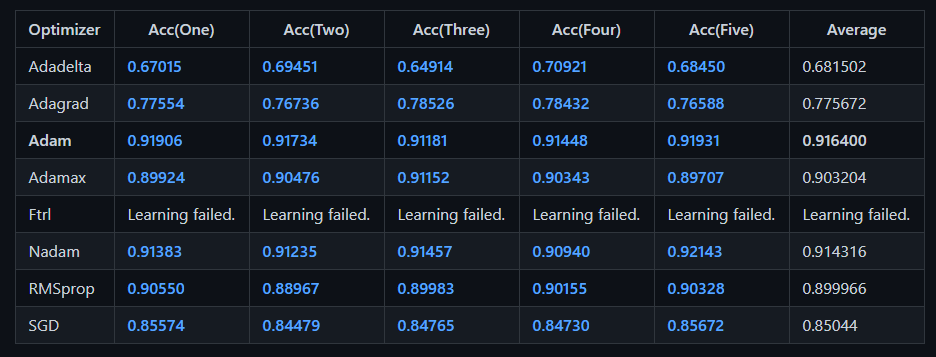 Optimizer Acc(One) Acc(Two) Acc(Three) Acc(Four) Acc(Five) Average
Adadelta 0.67015 0.69451 0.64914 0.70921 0.68450 0.681502
Adagrad 0.77554 0.76736 0.78526 0.78432 0.76588 0.775672
Adam 0.91906 0.91734 0.91181 0.91448 0.91931 0.916400
Adamax 0.89924 0.90476 0.91152 0.90343 0.89707 0.903204
Ftrl Learning failed. Learning failed. Learning failed. Learning failed. Learning failed. Learning failed.
Nadam 0.91383 0.91235 0.91457 0.90940 0.92143 0.914316
RMSprop 0.90550 0.88967 0.89983 0.90155 0.90328 0.899966
SGD 0.85574 0.84479 0.84765 0.84730 0.85672 0.85044